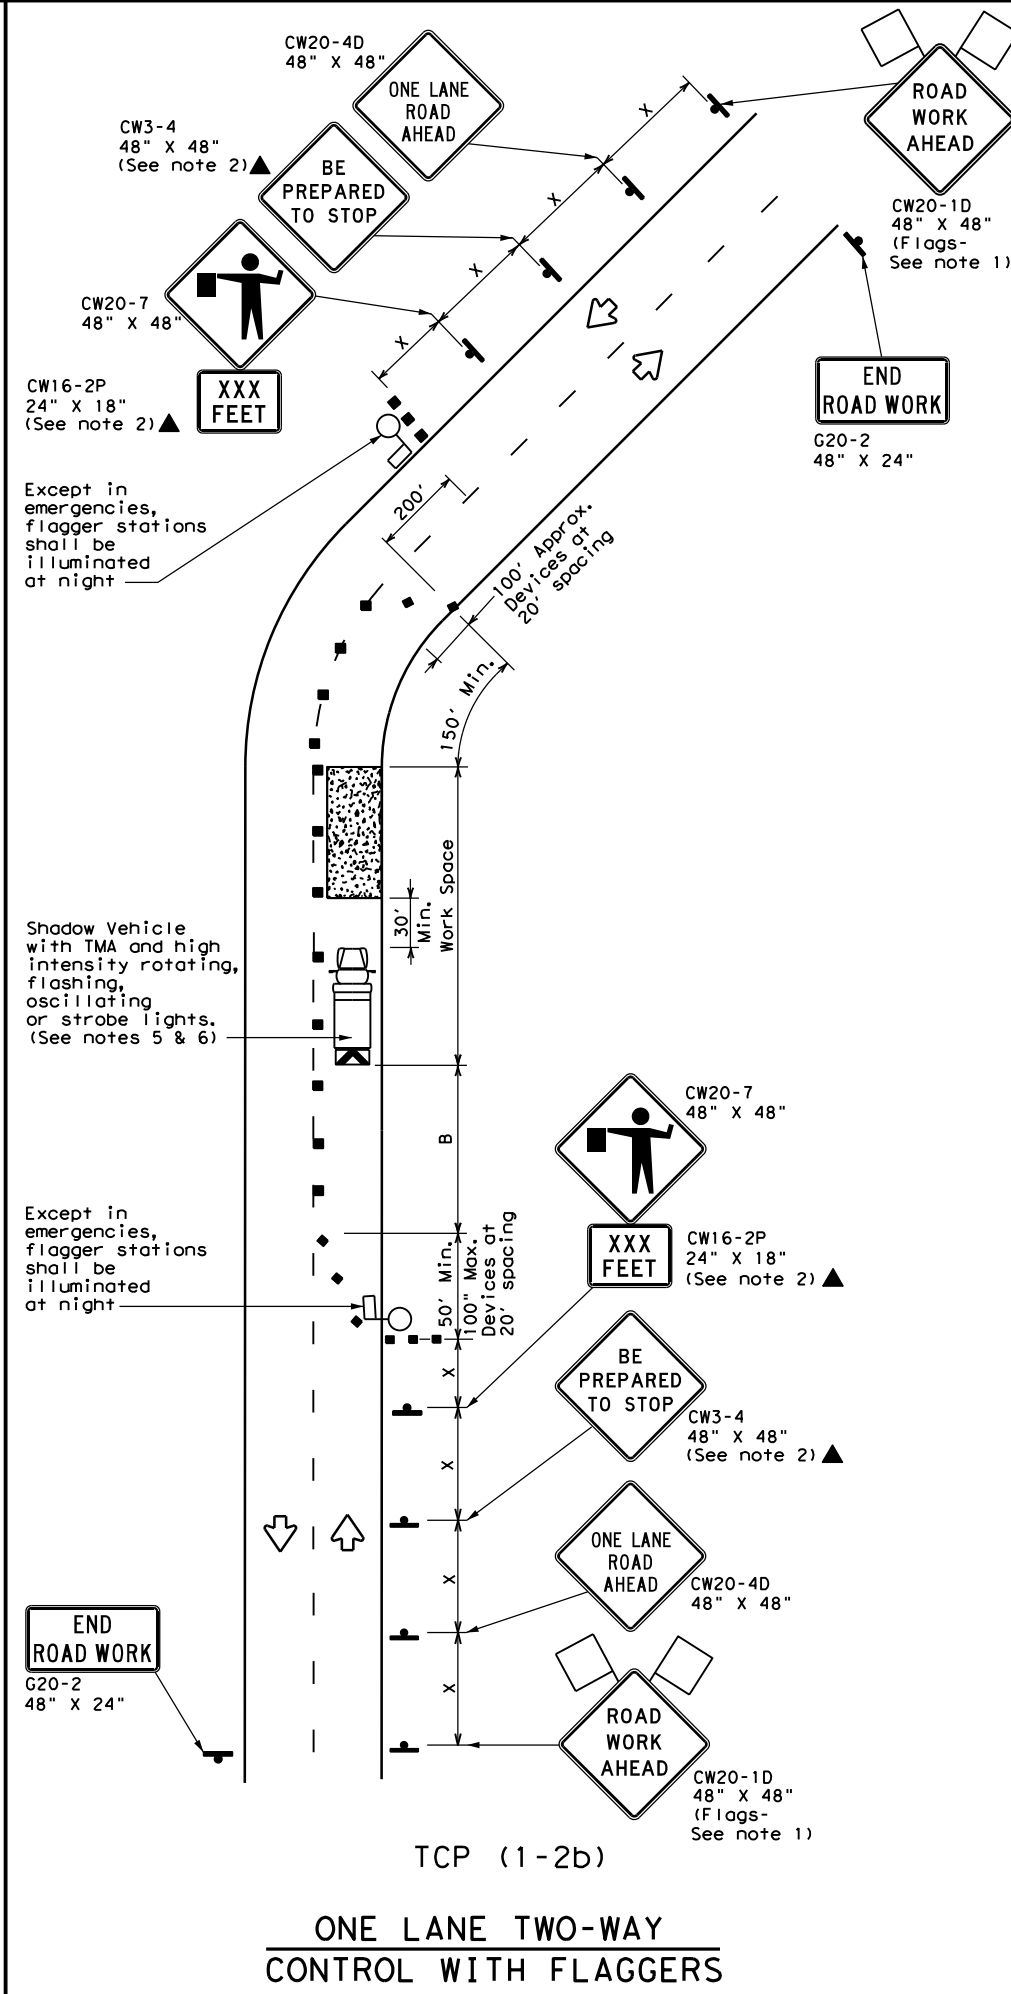 CW20-4D
48" X 48"
ONE LANE
ROAD
AHEAD
X
ROAD
WORK
AHEAD
CW20-1D
48" X 48"
(Flags-
See note 1)
CW3-4
48" X 48"
(See note 2)
BE
PREPARED
TO STOP
X
X
CW20-7
48" X 48"
X
CW16-2P
24" X 18"
(See note 2)
XXX
FEET
END
ROAD WORK
G20-2
48" X 24"
Except in
emergencies,
flagger stations
shall be
illuminated
at night
200'
100' Approx.
Devices at
20' spacing
150' Min.
Work Space
30'
Min.
Shadow Vehicle
with TMA and high
intensity rotating,
flashing,
oscillating
or strobe lights.
(See notes 5 & 6)
B
CW20-7
48" X 48"
XXX
FEET
CW16-2P
24" X 18"
(See note 2)
Except in
emergencies,
flagger stations
shall be
illuminated
at night
50' Min.
100" Max.
Devices at
20' spacing
X
BE
PREPARED
TO STOP
CW3-4
48" X 48"
(See note 2)
X
ONE LANE
ROAD
AHEAD
CW20-4D
48" X 48"
X
END
ROAD WORK
G20-2
48" X 24"
X
ROAD
WORK
AHEAD
CW20-1D
48" X 48"
(Flags-
See note 1)
TCP (1-2b)
ONE LANE TWO-WAY
CONTROL WITH FLAGGERS